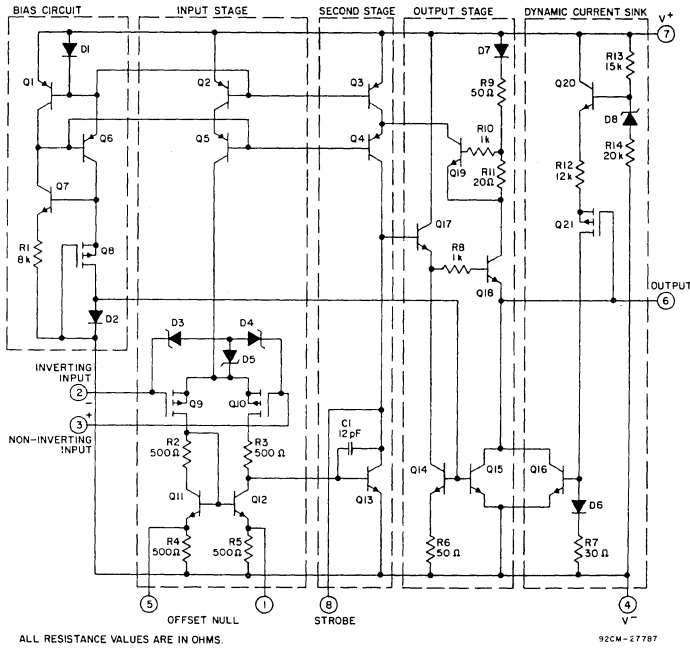 BIAS CIRCUIT
INPUT STAGE
SECOND STAGE
OUTPUT STAGE
DYNAMIC CURRENT SINK
V+
7
D1
D7
R13
15k
Q1
Q2
Q3
R9
50Ω
Q20
D8
Q6
Q5
Q4
R10
1k
Q19
R11
20Ω
R14
20k
R12
12k
Q7
Q17
Q21
R1
8k
Q8
R8
1k
Q18
OUTPUT
6
D2
D3
D4
D5
INVERTING
INPUT
2
−
Q9
Q10
+
3
NON-INVERTING
INPUT
C1
12pF
R2
500Ω
R3
500Ω
Q11
Q12
Q13
Q14
Q15
Q16
D6
R4
500Ω
R5
500Ω
R6
50Ω
R7
30Ω
5
1
8
4
OFFSET NULL
STROBE
V−
ALL RESISTANCE VALUES ARE IN OHMS.
92CM-27787